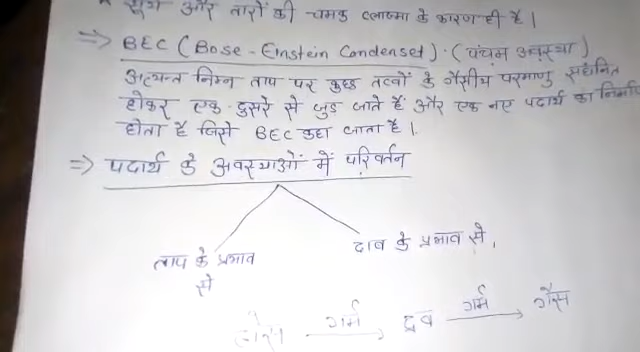 * सूर्य और तारों की चमक प्लाज्मा के कारण ही है।
=> BEC (Bose - Einstein Condenset). (पंचम अवस्था)
अत्यन्त निम्न ताप पर कुछ तत्वों के गैसीय परमाणु संघनित
होकर एक दुसरे से जुड़ जाते हैं और एक नए पदार्थ का निर्माण
होता है जिसे BEC कहा जाता है।
=> पदार्थ के अवस्थाओं में परिवर्तन
ताप के प्रभाव से
दाब के प्रभाव से,
ठोस गर्म → द्रव गर्म → गैस